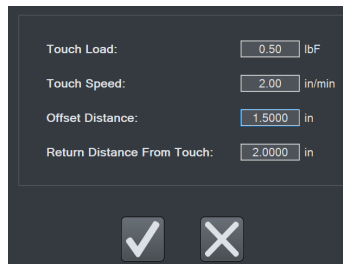 Touch Load: 0.50 lbF
Touch Speed: 2.00 in/min
Offset Distance: 1.5000 in
Return Distance From Touch: 2.0000 in